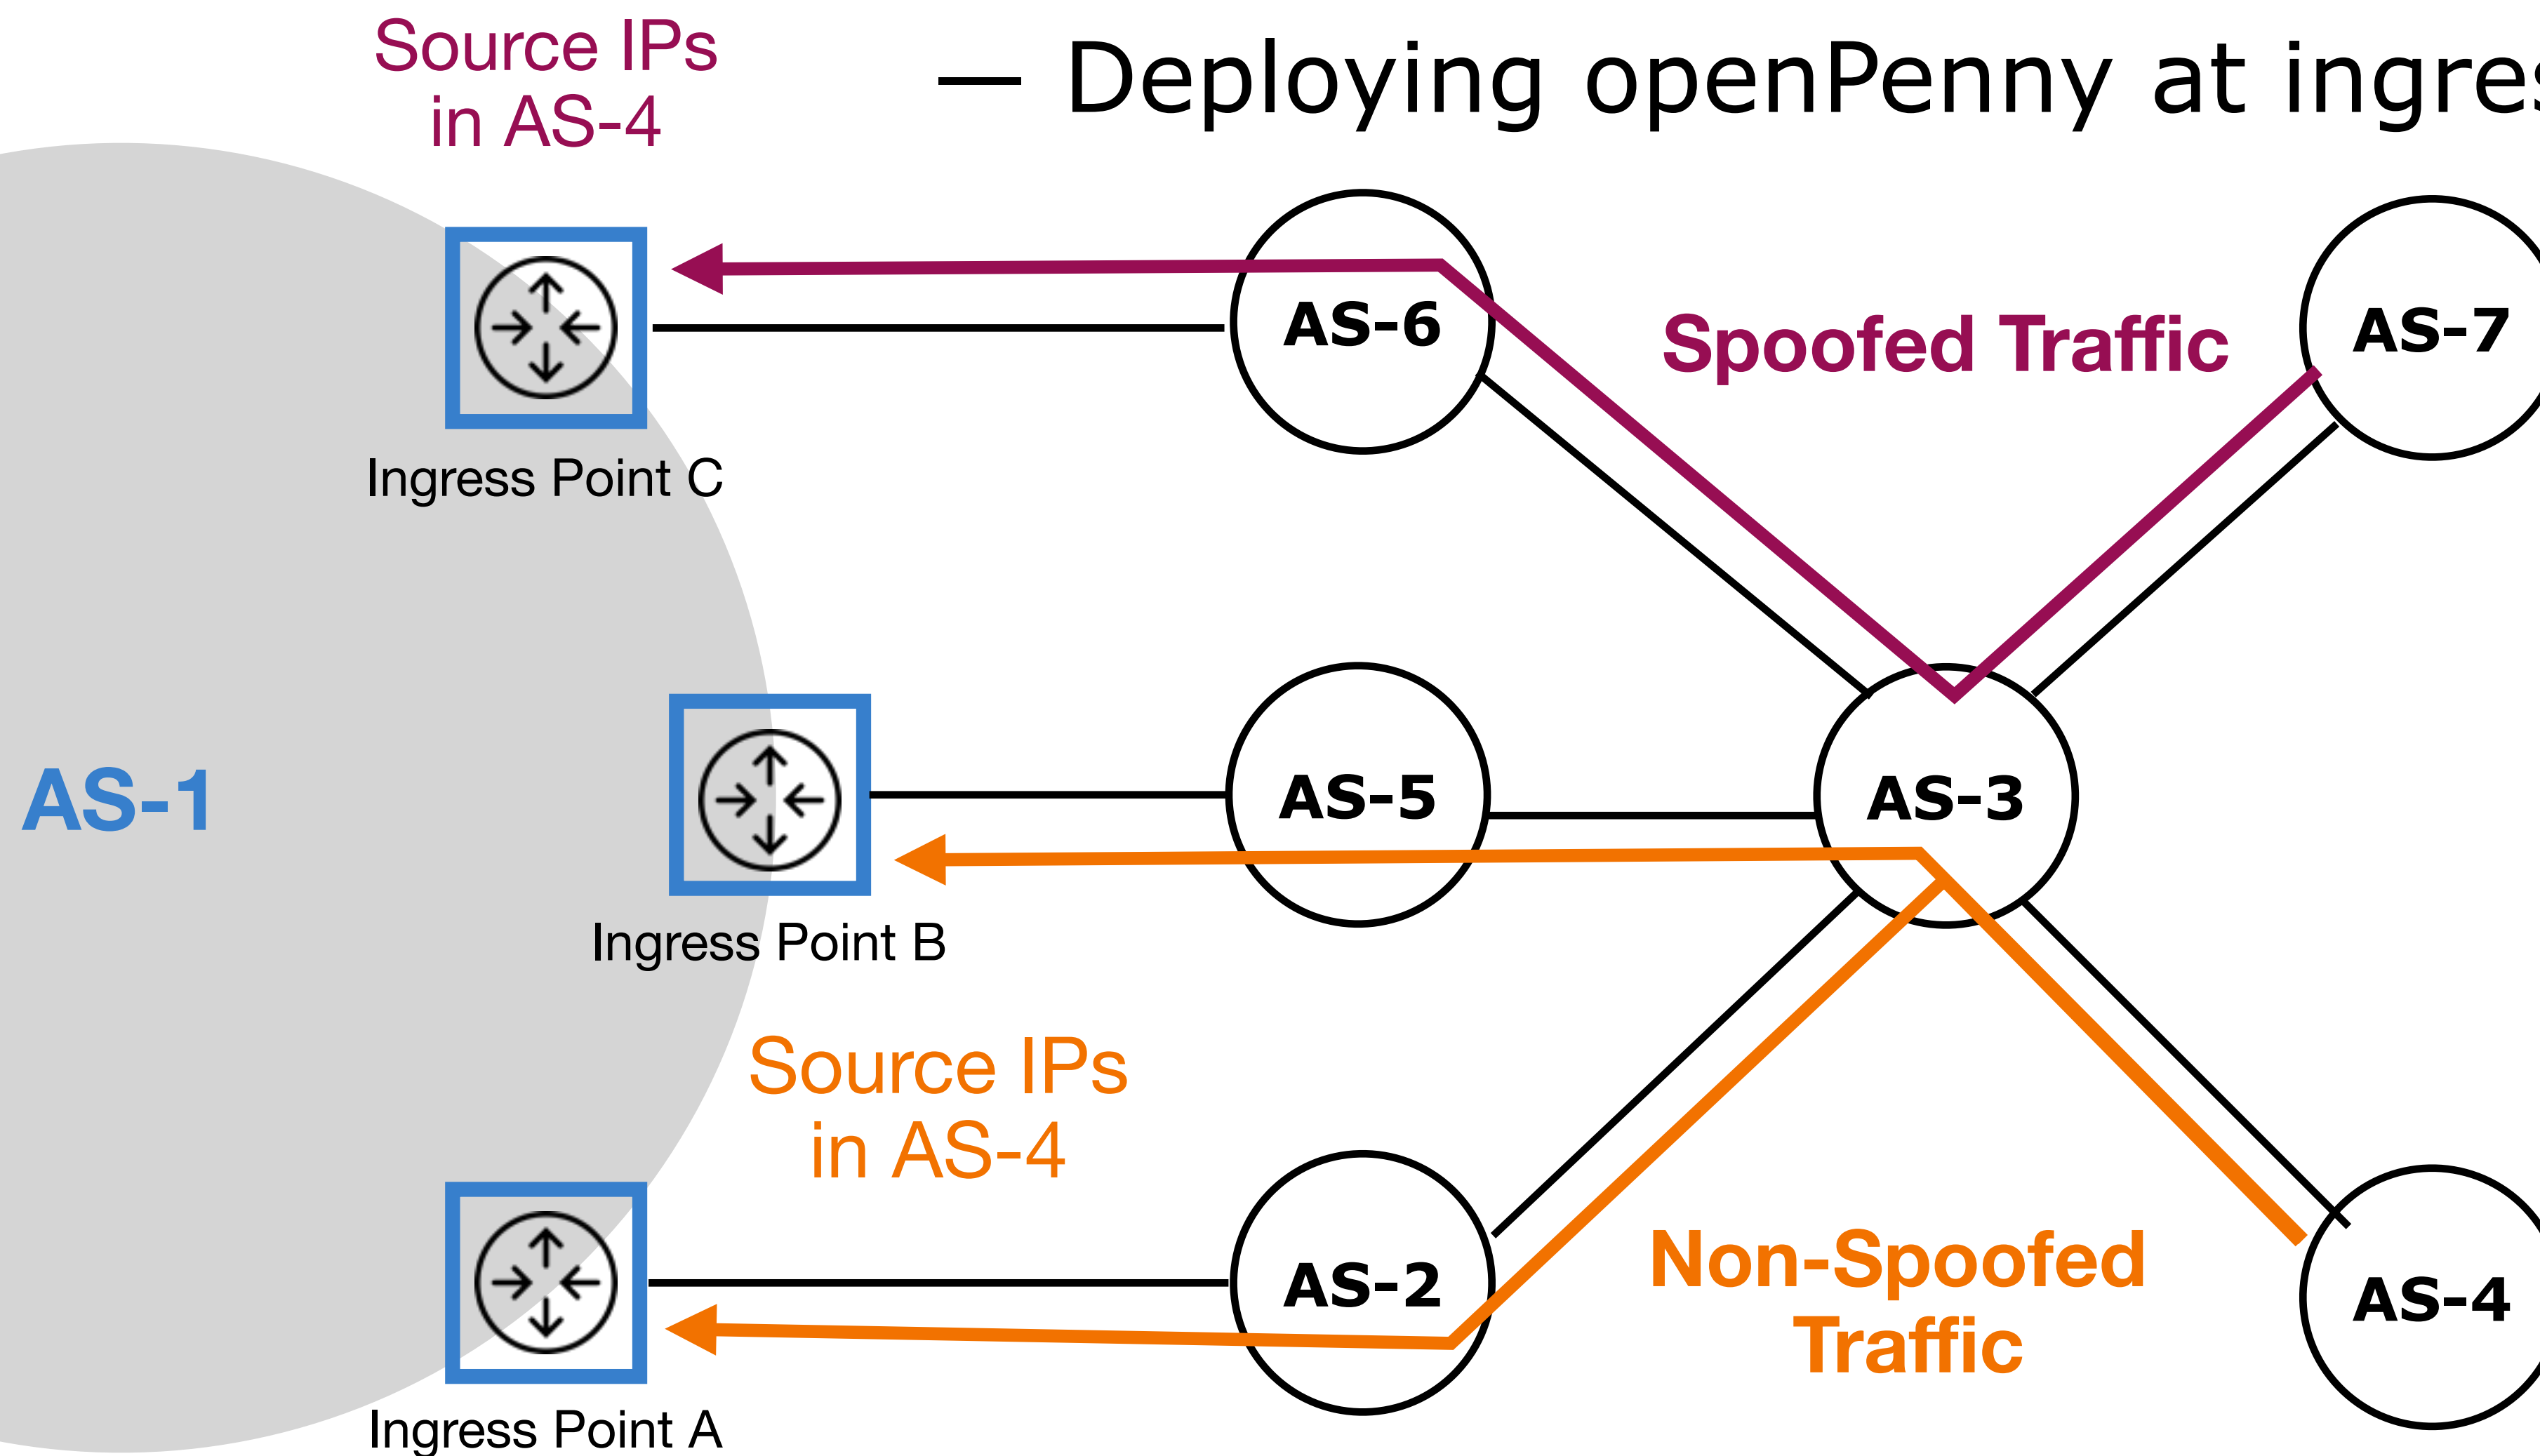 Source IPs
in AS-4
— Deploying openPenny at
AS-6
AS-7
Spoofed Traffic
Ingress Point C
AS-1
AS-5
AS-3
Ingress Point B
Source IPs
in AS-4
Non-Spoofed
Traffic
AS-2
AS-4
Ingress Point A